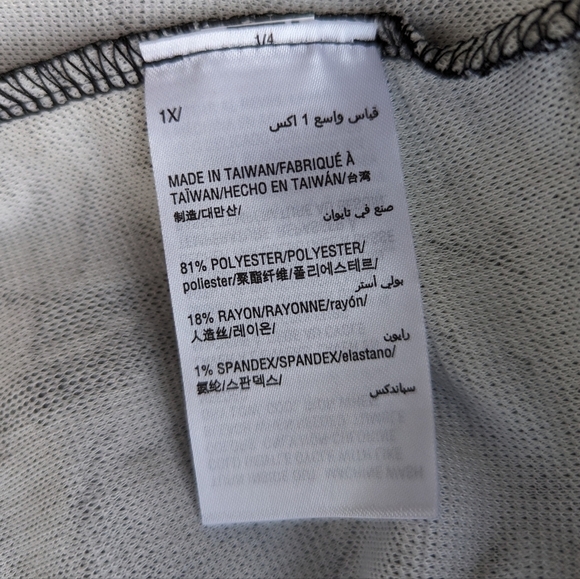 1/4
1X/
قياس واسع 1 اكس
MADE IN TAIWAN/FABRIQUÉ À
TAÏWAN/HECHO EN TAIWÁN/台湾
制造/대만산/
صنع في تايوان
81% POLYESTER/POLYESTER/
poliester/聚酯纤维/폴리에스테르/
بولي أستر
18% RAYON/RAYONNE/rayón/
人造丝/레이온/
رايون
1% SPANDEX/SPANDEX/elastano/
氨纶/스판덱스/
سباندكس